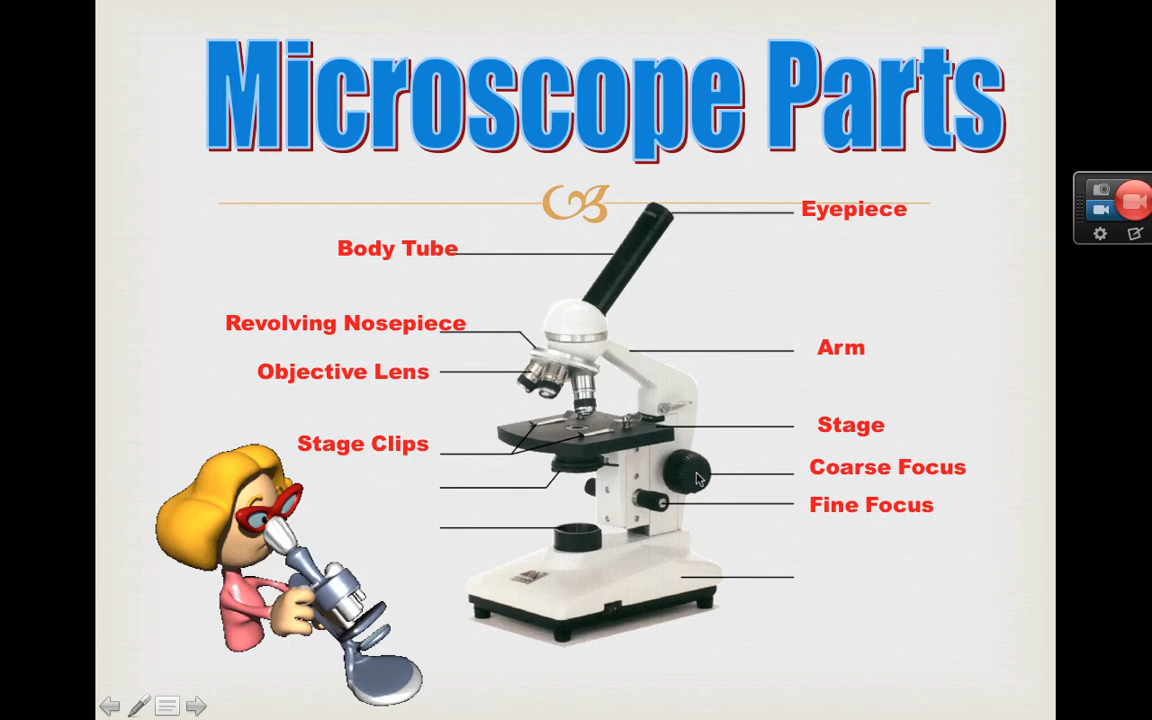 Microscope Parts
Eyepiece
Body Tube
Revolving Nosepiece
Arm
Objective Lens
Stage
Stage Clips
Coarse Focus
Fine Focus